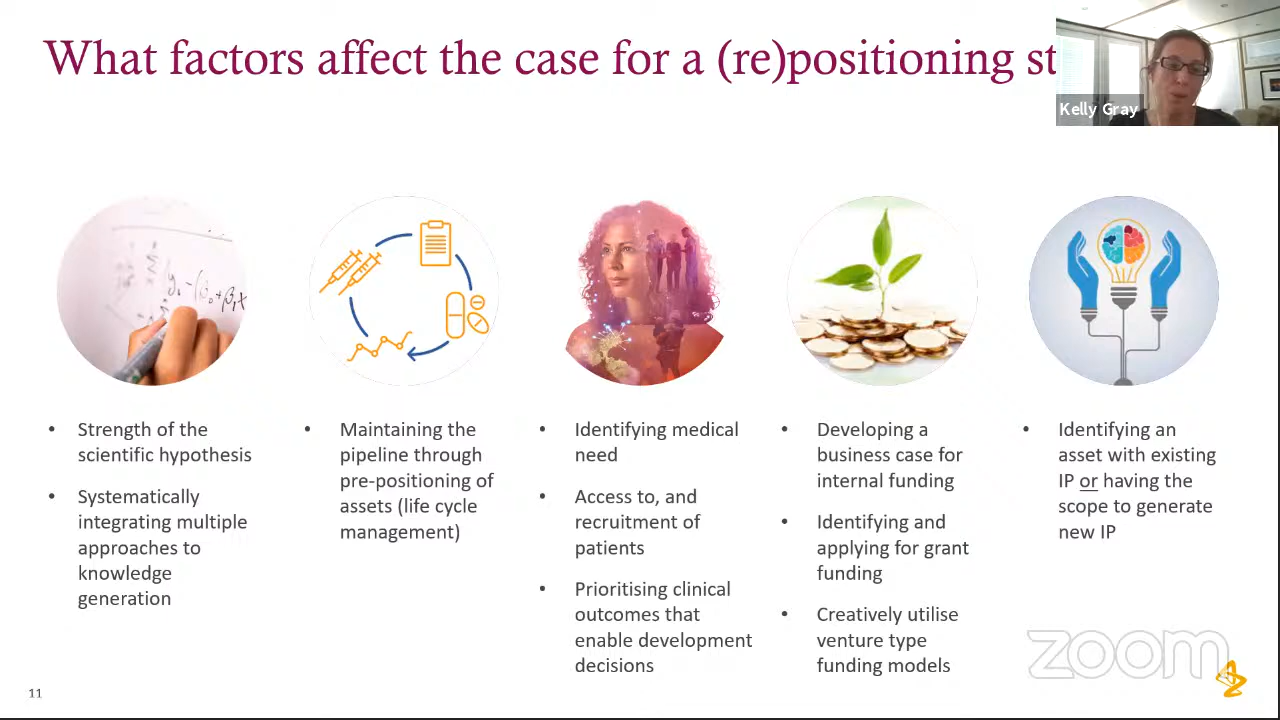 What factors affect the case for a (re)positioning st
Kelly Gray
• Strength of the
scientific hypothesis
• Systematically
integrating multiple
approaches to
knowledge
generation
• Maintaining the
pipeline through
pre-positioning of
assets (life cycle
management)
• Identifying medical
need
• Access to, and
recruitment of
patients
• Prioritising clinical
outcomes that
enable development
decisions
• Developing a
business case for
internal funding
• Identifying and
applying for grant
funding
• Creatively utilise
venture type
funding models
• Identifying an
asset with existing
IP or having the
scope to generate
new IP
zoom
11